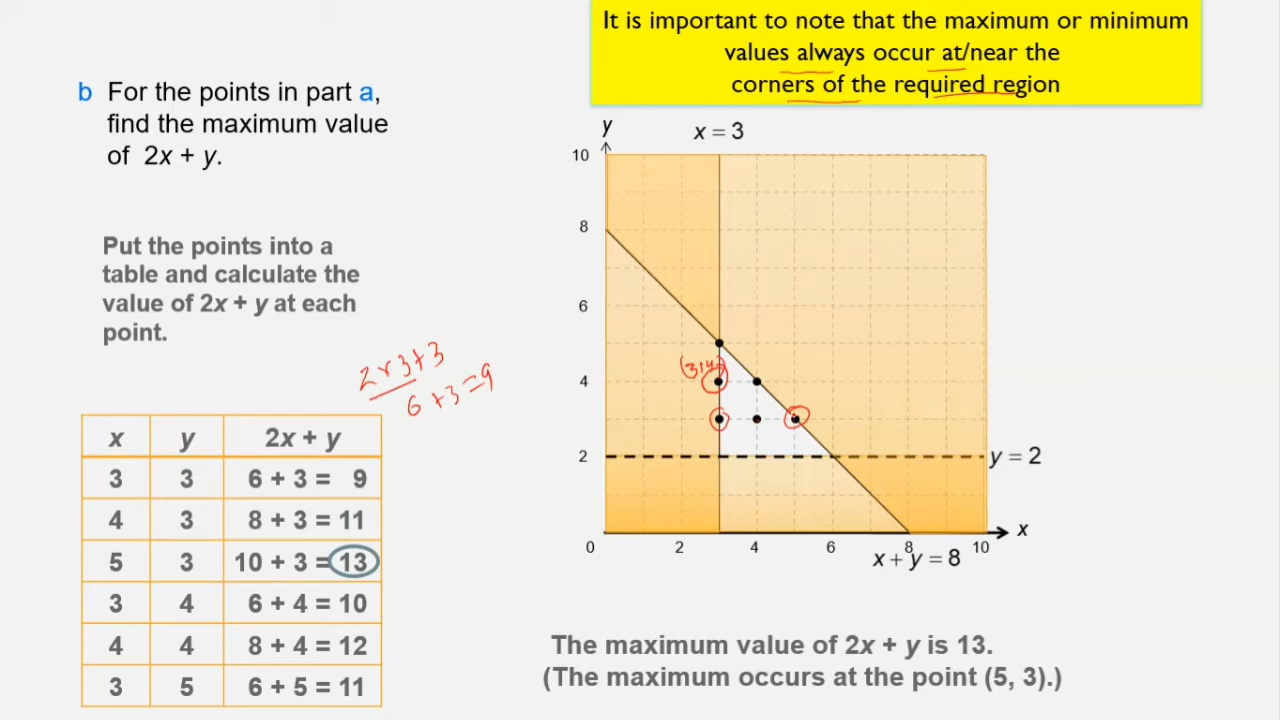 It is important to note that the maximum or minimum
values always occur at/near the
corners of the required region
b For the points in part a,
find the maximum value
of 2x + y.
Put the points into a
table and calculate the
value of 2x + y at each
point.
2x3+3
6+3=9
x y 2x + y
3 3 6 + 3 = 9
4 3 8 + 3 = 11
5 3 10 + 3 = 13
3 4 6 + 4 = 10
4 4 8 + 4 = 12
3 5 6 + 5 = 11
y
x = 3
10
8
6
4
(3,4)
2
y = 2
0 2 4 6 8 10
x
x + y = 8
The maximum value of 2x + y is 13.
(The maximum occurs at the point (5, 3).)